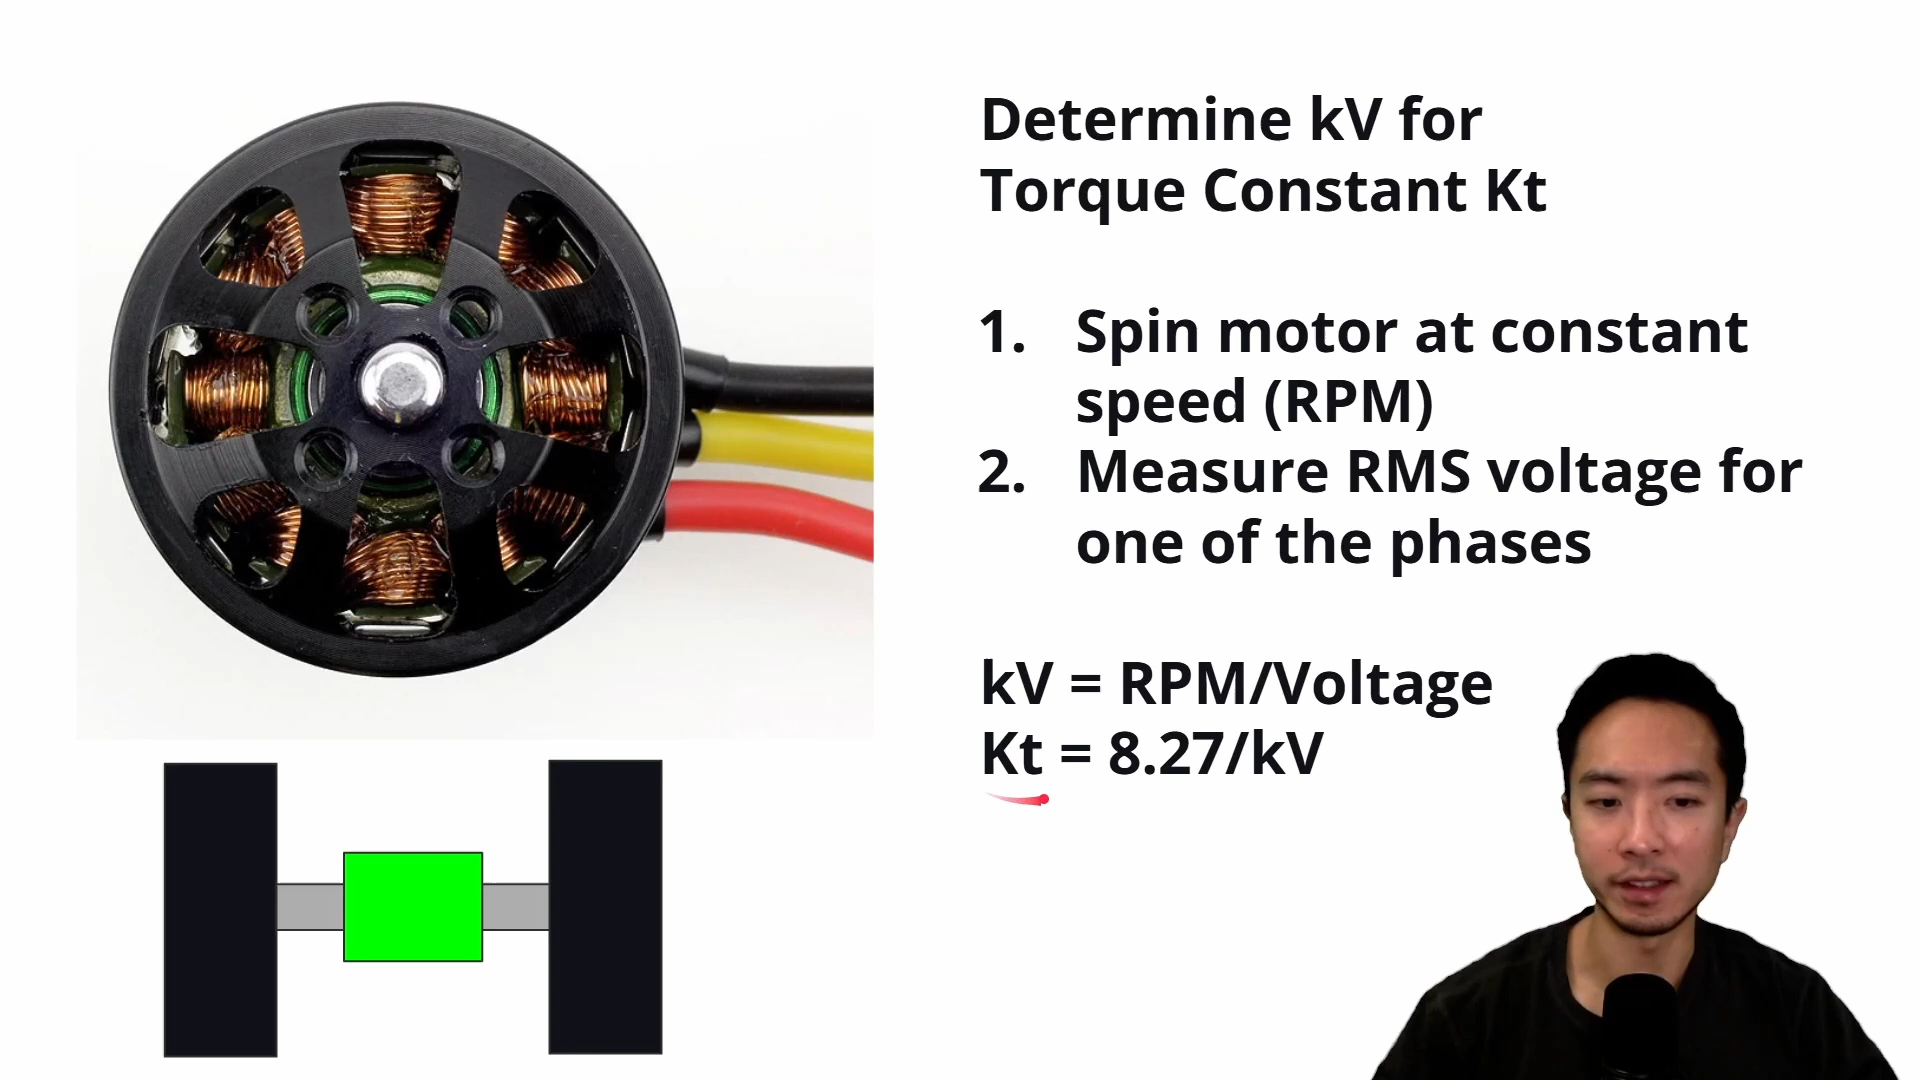 Determine kV for
Torque Constant Kt
1. Spin motor at constant
speed (RPM)
2. Measure RMS voltage for
one of the phases
kV = RPM/Voltage
Kt = 8.27/kV